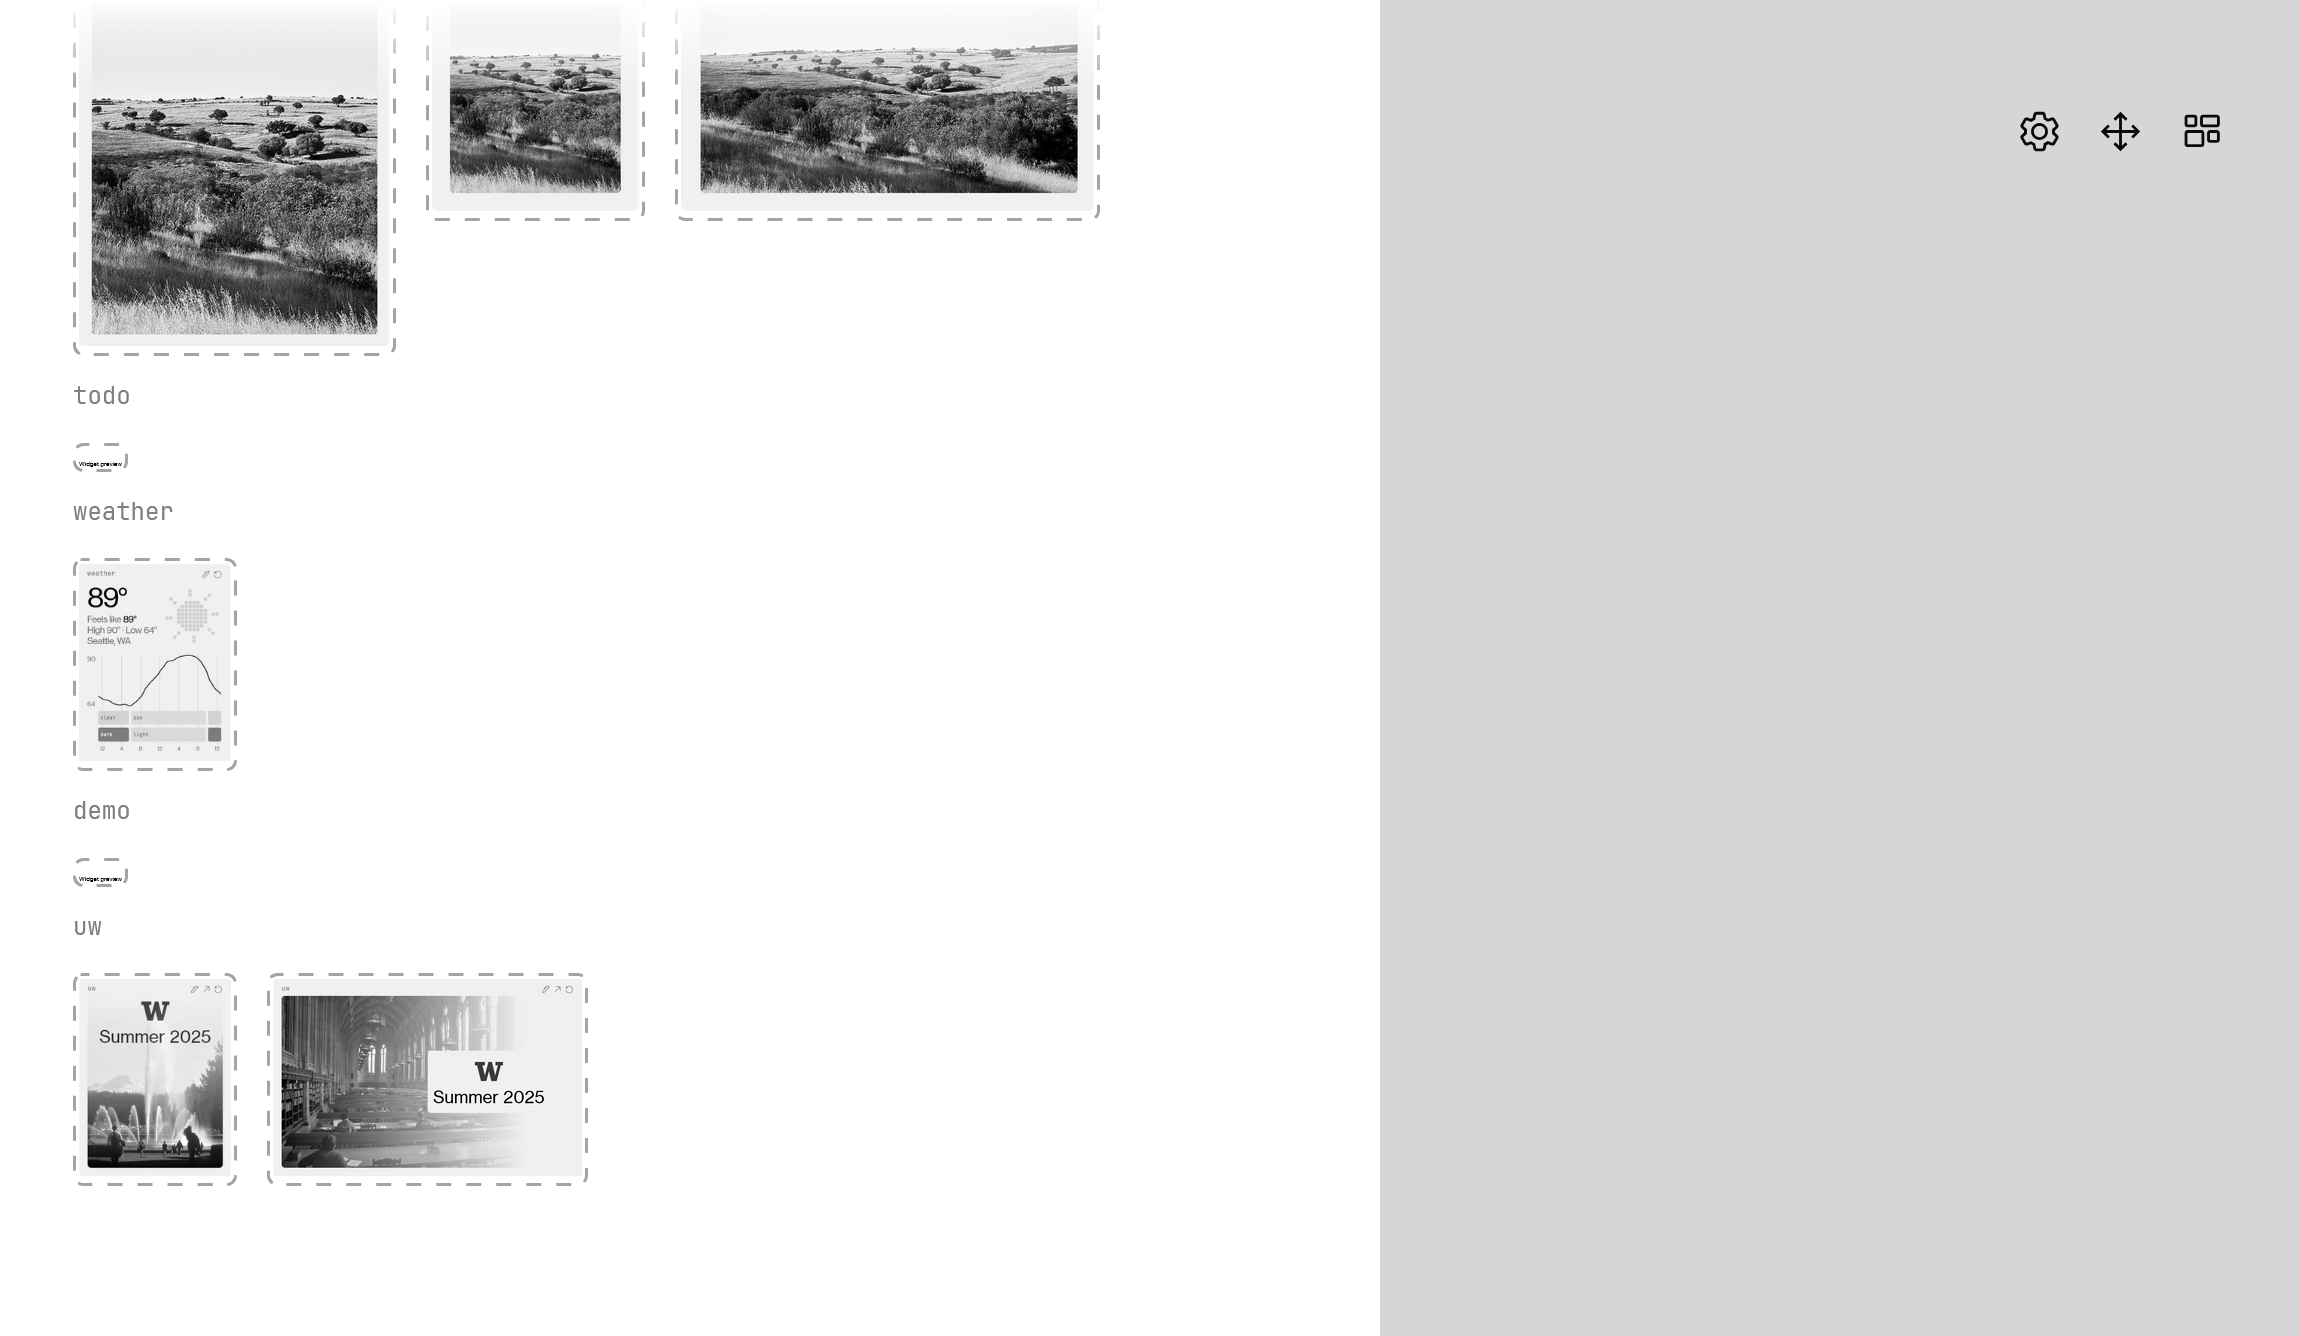 todo
Widget preview
weather
weather
89°
Feels like 89°
High 90° · Low 64°
Seattle, WA
90
64
clear sun
dark light
12 4 8 12 4 8 12
demo
Widget preview
uw
uw
W
Summer 2025
uw
W
Summer 2025